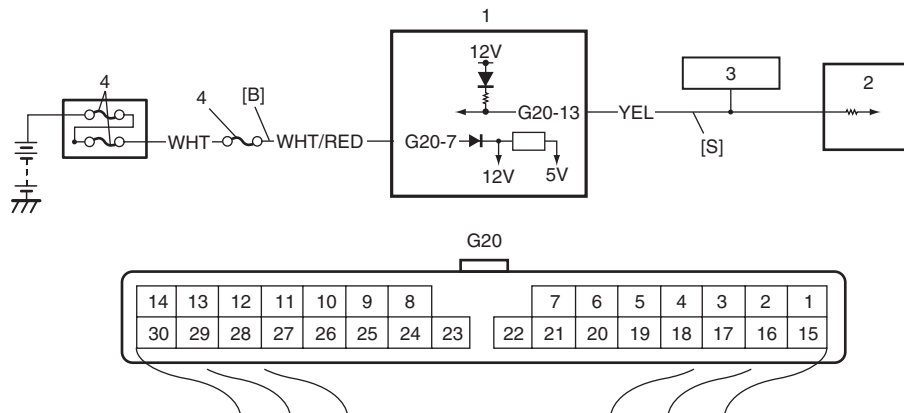 1
12V
4
4
[B]
3
2
G20-13
YEL
WHT
WHT/RED
G20-7
[S]
12V
5V
G20
14 13 12 11 10 9 8 7 6 5 4 3 2 1
30 29 28 27 26 25 24 23 22 21 20 19 18 17 16 15